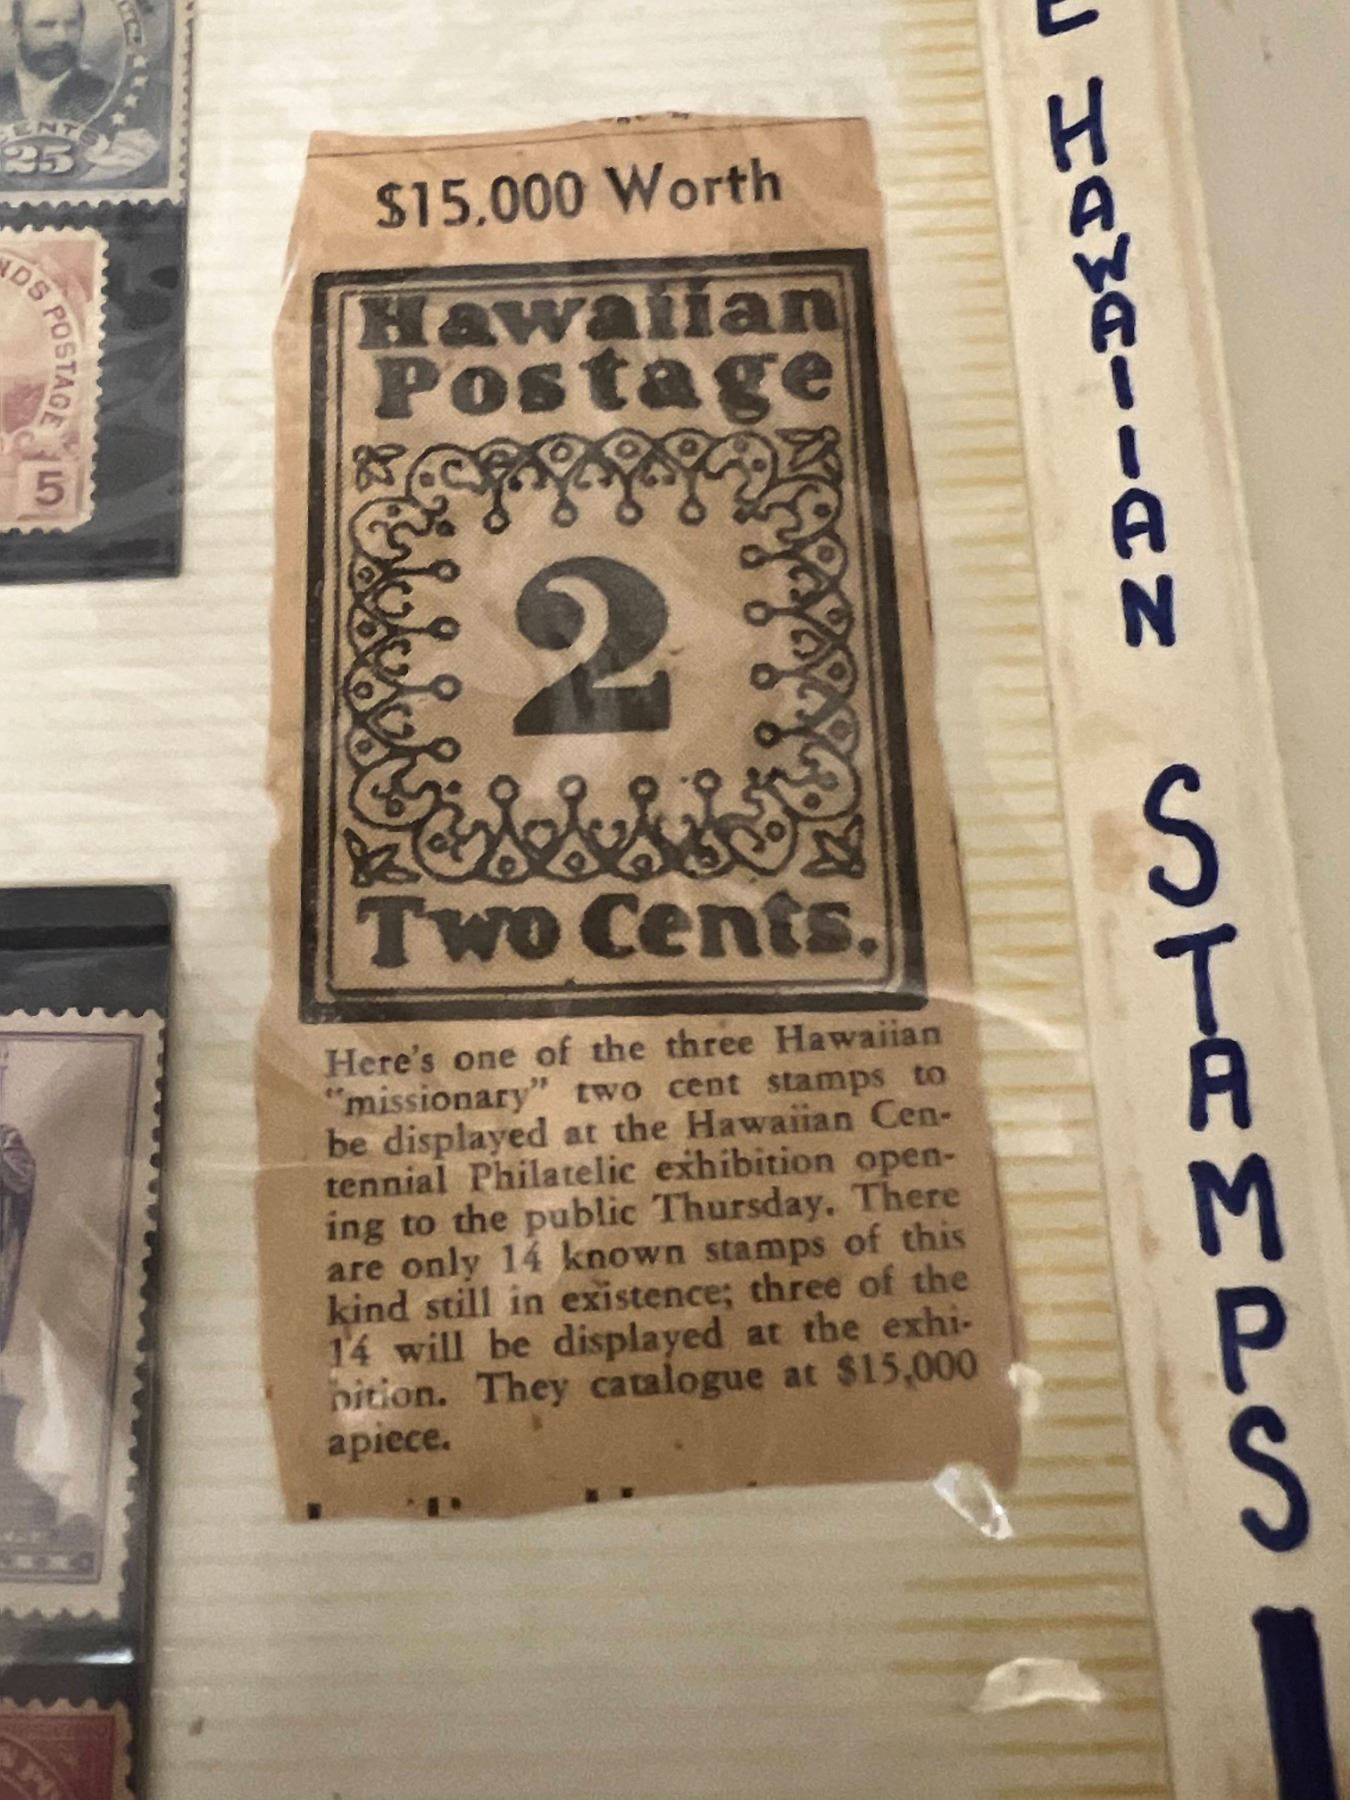 CENTS
25
NDS POSTAGE
5
$15,000 Worth
Hawaiian
Postage
2
Two Cents.
Here's one of the three Hawaiian
"missionary" two cent stamps to
be displayed at the Hawaiian Cen-
tennial Philatelic exhibition open-
ing to the public Thursday. There
are only 14 known stamps of this
kind still in existence; three of the
14 will be displayed at the exhi-
bition. They catalogue at $15,000
apiece.
E HAWAIIAN STAMPS